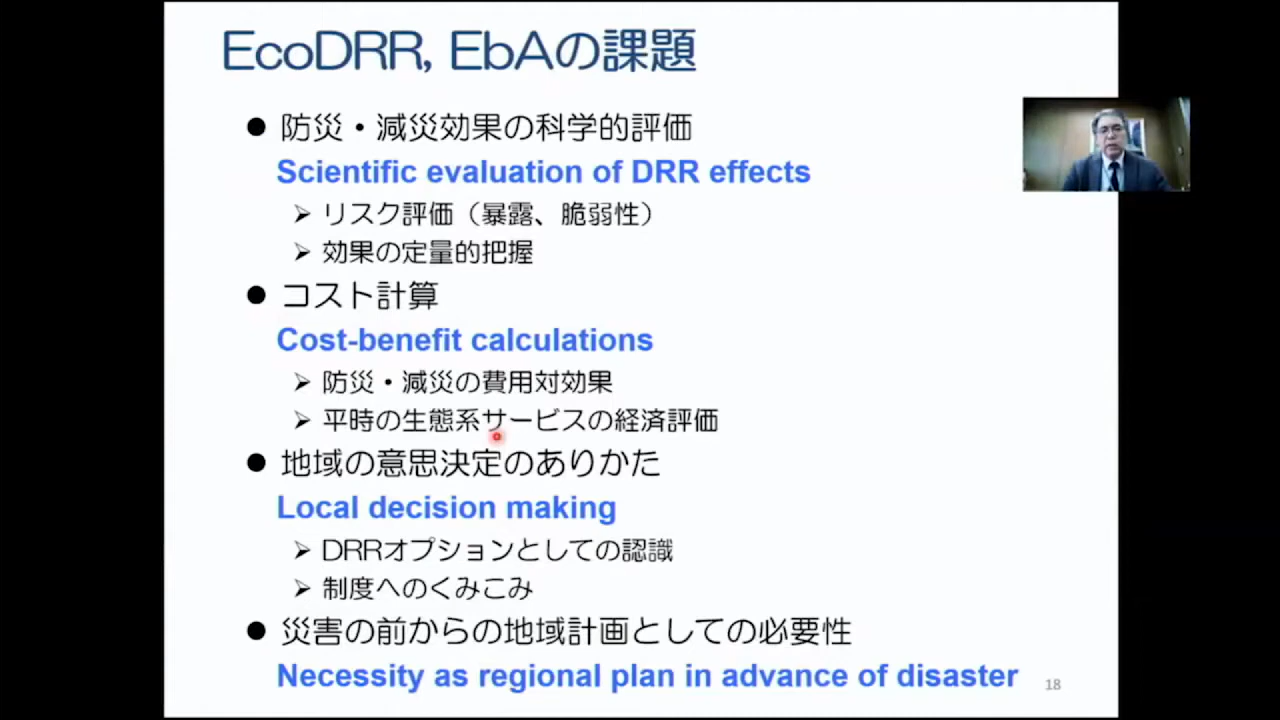 EcoDRR, EbAの課題
● 防災・減災効果の科学的評価
Scientific evaluation of DRR effects
➢ リスク評価（暴露、脆弱性）
➢ 効果の定量的把握
● コスト計算
Cost-benefit calculations
➢ 防災・減災の費用対効果
➢ 平時の生態系サービスの経済評価
● 地域の意思決定のありかた
Local decision making
➢ DRRオプションとしての認識
➢ 制度へのくみこみ
● 災害の前からの地域計画としての必要性
Necessity as regional plan in advance of disaster
18